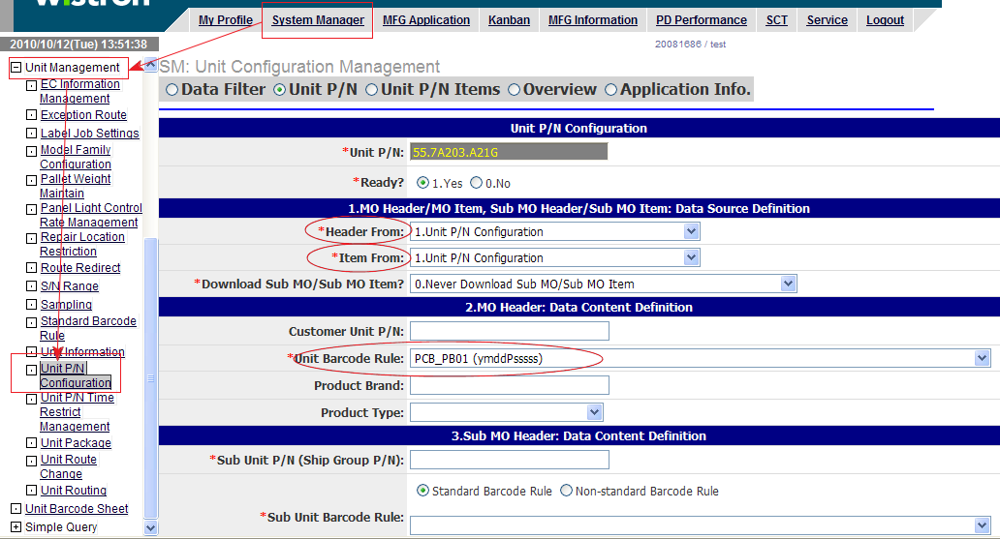 wistron
My Profile
System Manager
MFG Application
Kanban
MFG Information
PD Performance
SCT
Service
Logout
2010/10/12(Tue) 13:51:38
20081686 / test
Unit Management
EC Information
Management
Exception Route
Label Job Settings
Model Family
Configuration
Pallet Weight
Maintain
Panel Light Control
Rate Management
Repair Location
Restriction
Route Redirect
S/N Range
Sampling
Standard Barcode
Rule
Unit Information
Unit P/N
Configuration
Unit P/N Time
Restrict
Management
Unit Package
Unit Route
Change
Unit Routing
Unit Barcode Sheet
Simple Query
SM: Unit Configuration Management
Data Filter Unit P/N Unit P/N Items Overview Application Info.
Unit P/N Configuration
*Unit P/N: 55.7A203.A21G
*Ready? 1.Yes 0.No
1.MO Header/MO Item, Sub MO Header/Sub MO Item: Data Source Definition
*Header From: 1.Unit P/N Configuration
*Item From: 1.Unit P/N Configuration
*Download Sub MO/Sub MO Item? 0.Never Download Sub MO/Sub MO Item
2.MO Header: Data Content Definition
Customer Unit P/N:
*Unit Barcode Rule: PCB_PB01 (ymddPsssss)
Product Brand:
Product Type:
3.Sub MO Header: Data Content Definition
*Sub Unit P/N (Ship Group P/N):
Standard Barcode Rule Non-standard Barcode Rule
*Sub Unit Barcode Rule: